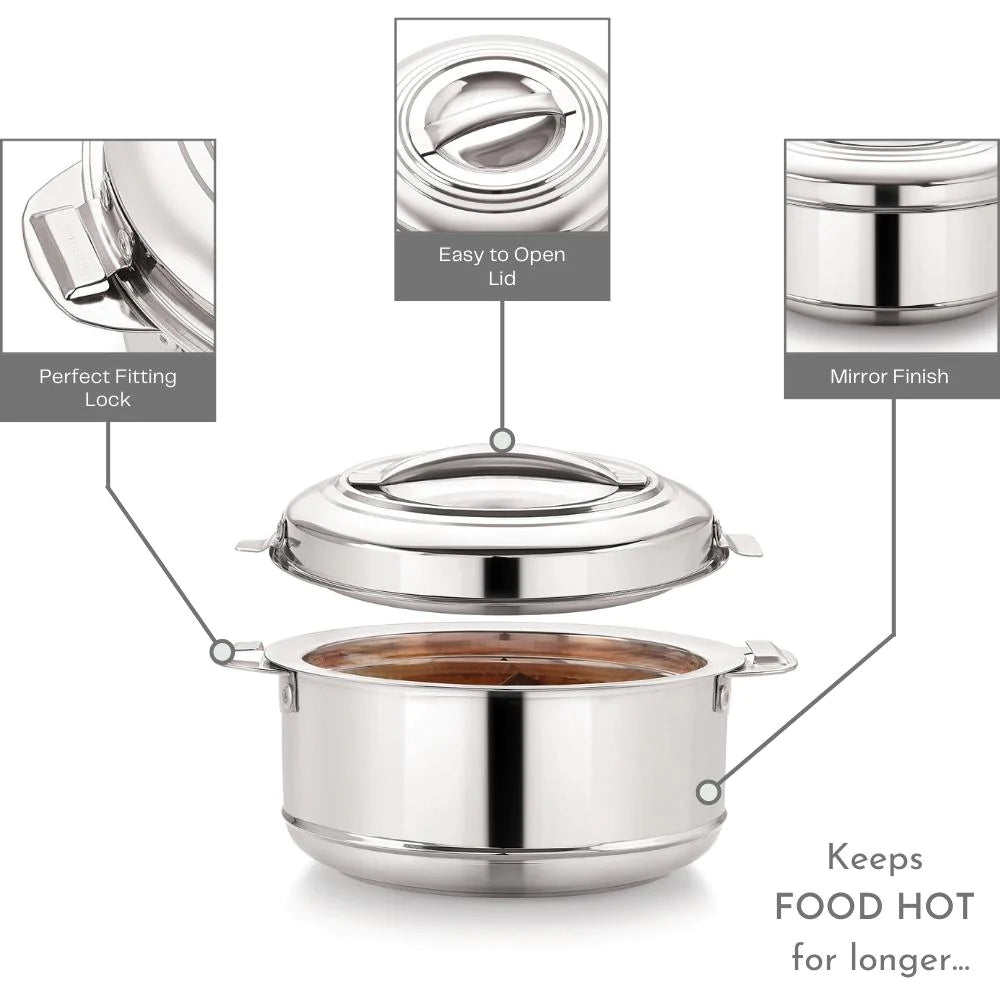 Easy to Open
Lid
Perfect Fitting
Lock
Mirror Finish
Keeps
FOOD HOT
for longer...